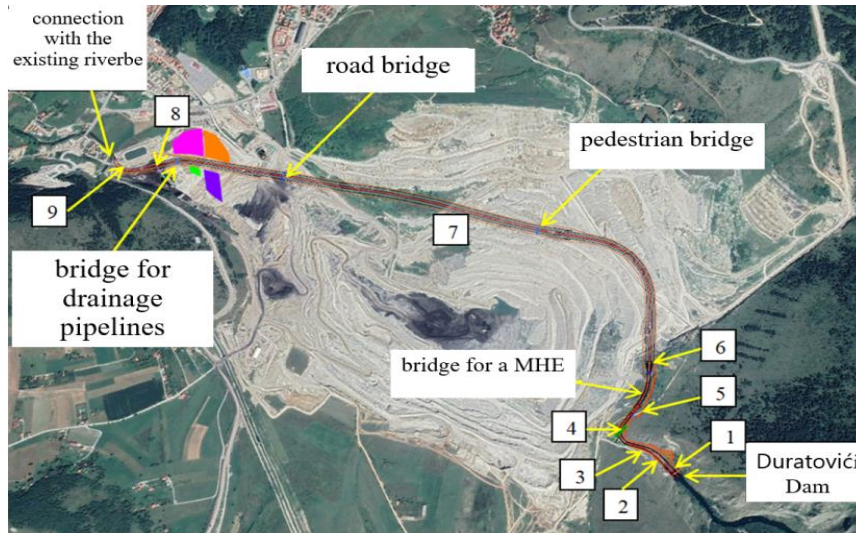 connection
with the
existing riverbe
8
road bridge
pedestrian bridge
9
7
bridge for
drainage
pipelines
bridge for a MHE
6
5
4
3
2
1
Duratovići
Dam